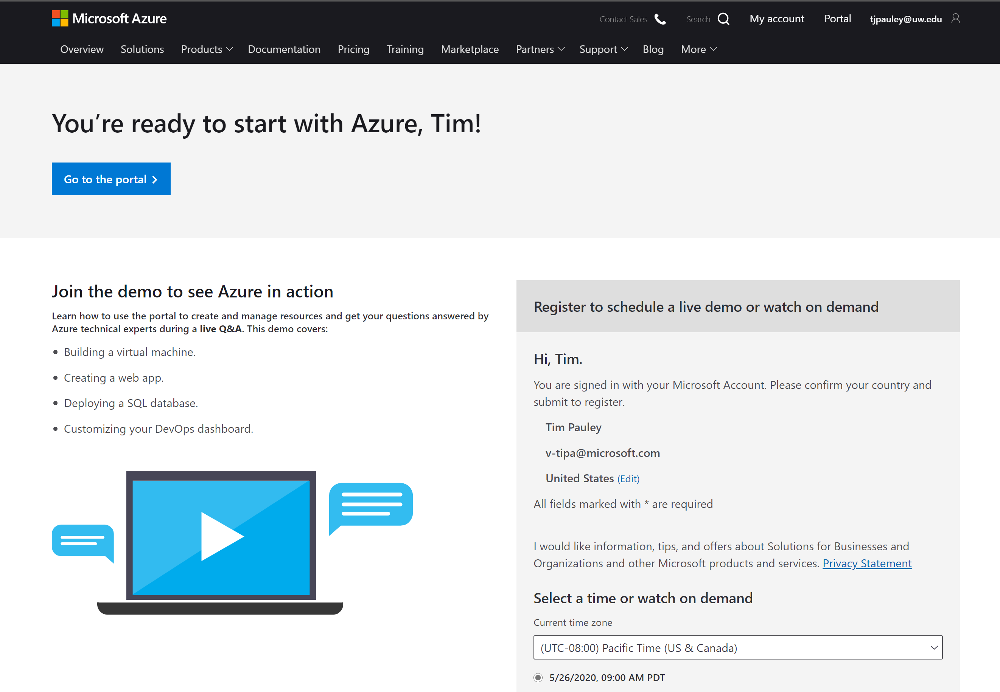 Microsoft Azure
Contact Sales
Search
My account
Portal
tjpauley@uw.edu
Overview
Solutions
Products
Documentation
Pricing
Training
Marketplace
Partners
Support
Blog
More
You’re ready to start with Azure, Tim!
Go to the portal
Join the demo to see Azure in action
Learn how to use the portal to create and manage resources and get your questions answered by
Azure technical experts during a live Q&A. This demo covers:
• Building a virtual machine.
• Creating a web app.
• Deploying a SQL database.
• Customizing your DevOps dashboard.
Register to schedule a live demo or watch on demand
Hi, Tim.
You are signed in with your Microsoft Account. Please confirm your country and
submit to register.
Tim Pauley
v-tipa@microsoft.com
United States (Edit)
All fields marked with * are required
I would like information, tips, and offers about Solutions for Businesses and
Organizations and other Microsoft products and services. Privacy Statement
Select a time or watch on demand
Current time zone
(UTC-08:00) Pacific Time (US & Canada)
5/26/2020, 09:00 AM PDT